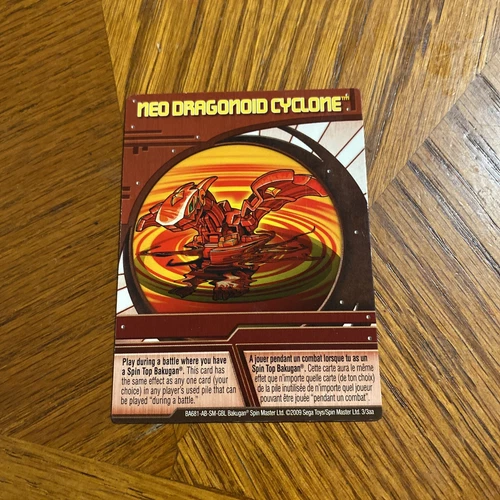 NEO DRAGONOID CYCLONE™
Play during a battle where you have
a Spin Top Bakugan®. This card has
the same effect as any one card (your
choice) in any player's used pile that can
be played "during a battle."
A jouer pendant un combat lorsque tu as un
Spin Top Bakugan®. Cette carte aura le même
effet que n'importe quelle carte (de ton choix)
de la pile inutilisée de n'importe quel joueur
pouvant être jouée "pendant un combat".
BA681-AB-SM-GBL Bakugan® Spin Master Ltd. ©2009 Sega Toys/Spin Master Ltd. 3/3aa